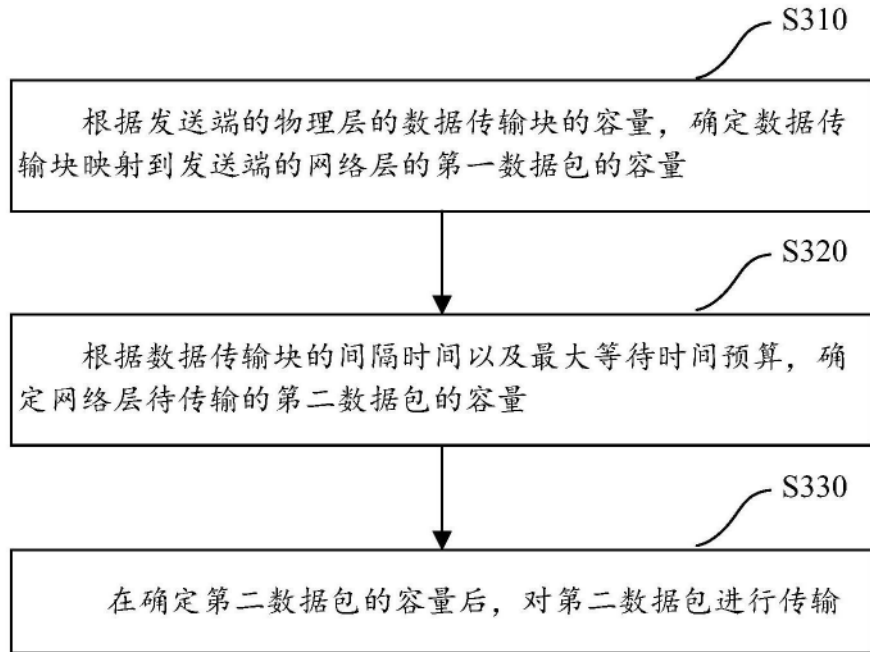 S310
根据发送端的物理层的数据传输块的容量，确定数据传
输块映射到发送端的网络层的第一数据包的容量
S320
根据数据传输块的间隔时间以及最大等待时间预算，确
定网络层待传输的第二数据包的容量
S330
在确定第二数据包的容量后，对第二数据包进行传输